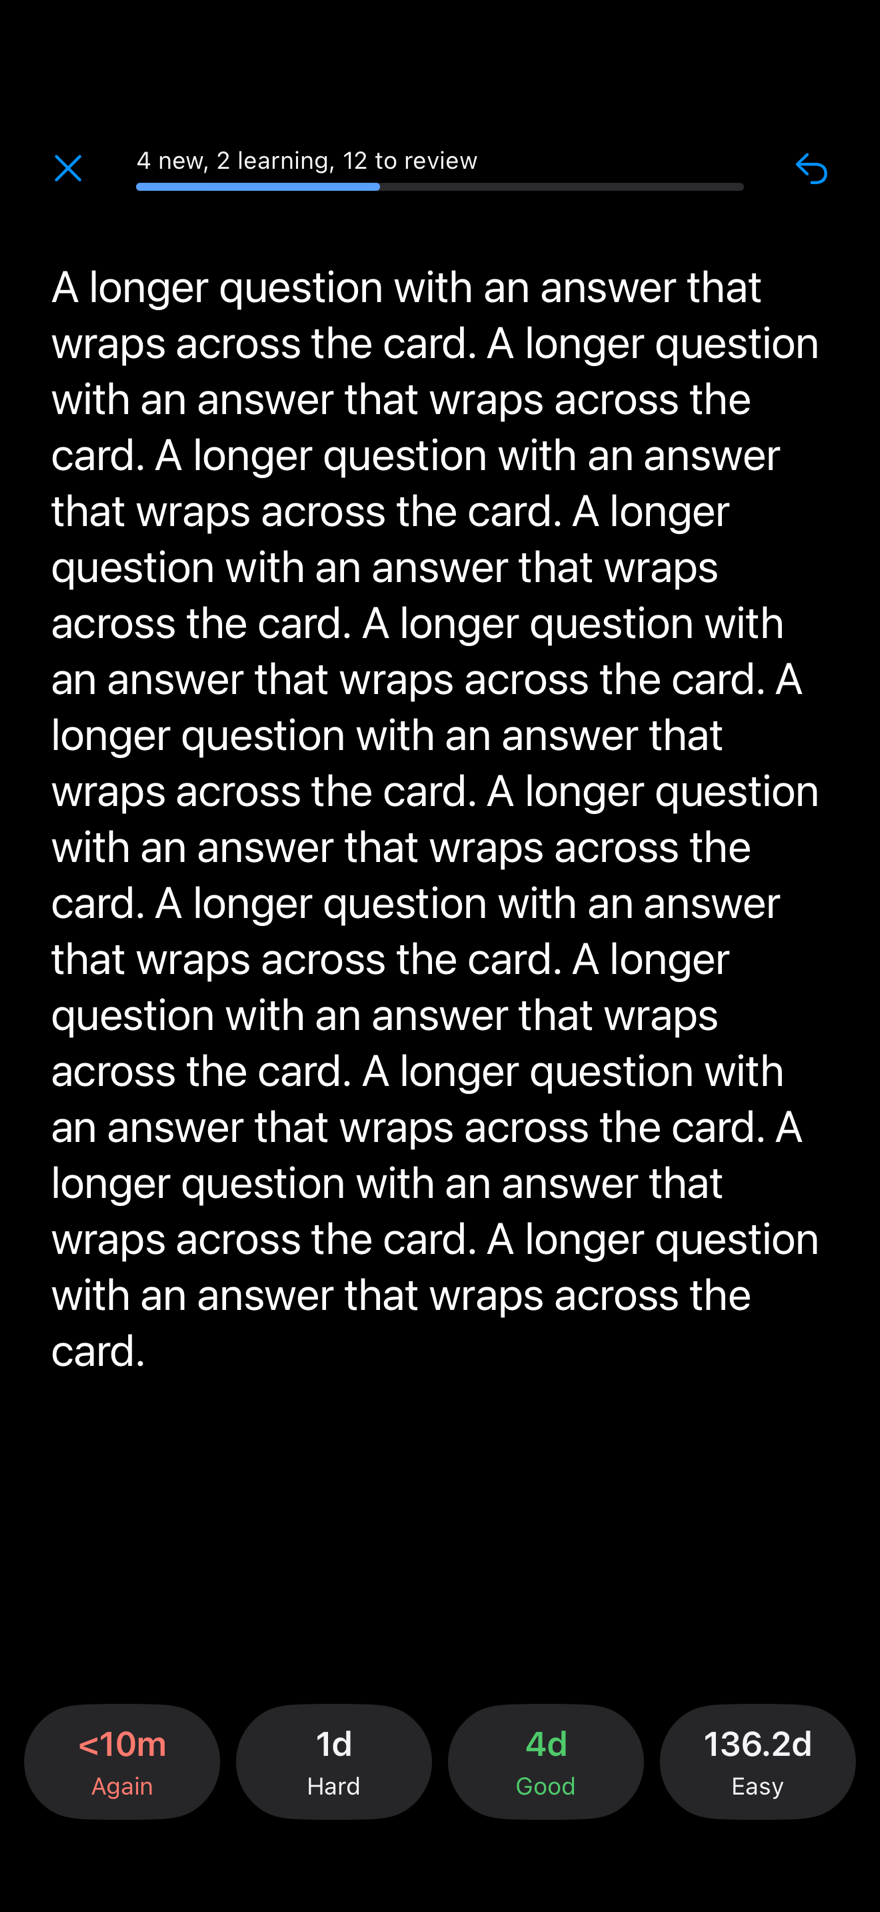 4 new, 2 learning, 12 to review
A longer question with an answer that
wraps across the card. A longer question
with an answer that wraps across the
card. A longer question with an answer
that wraps across the card. A longer
question with an answer that wraps
across the card. A longer question with
an answer that wraps across the card. A
longer question with an answer that
wraps across the card. A longer question
with an answer that wraps across the
card. A longer question with an answer
that wraps across the card. A longer
question with an answer that wraps
across the card. A longer question with
an answer that wraps across the card. A
longer question with an answer that
wraps across the card. A longer question
with an answer that wraps across the
card.
<10m 1d 4d 136.2d
Again Hard Good Easy